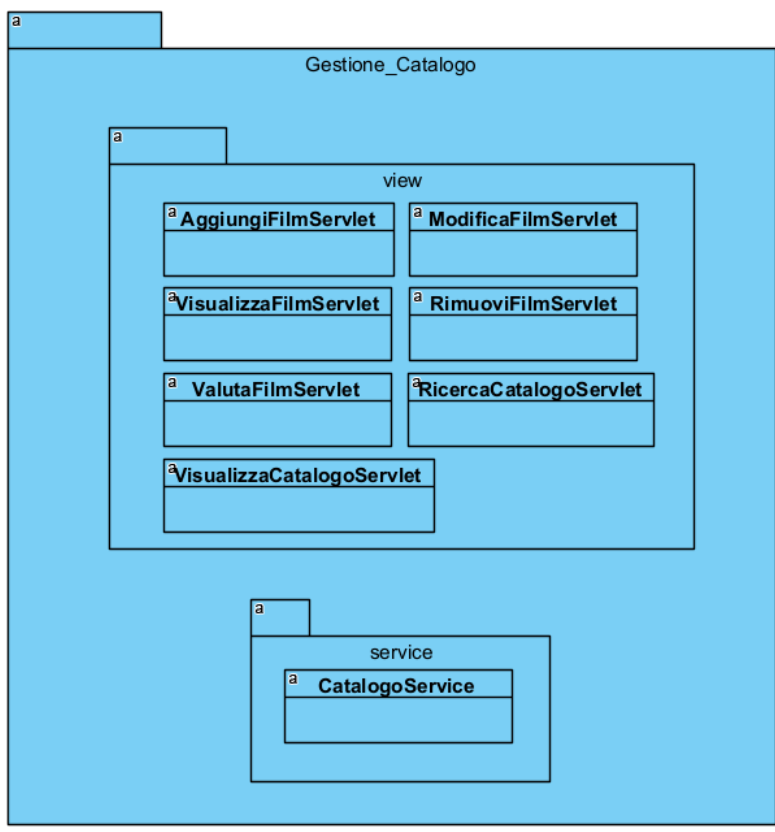 a
Gestione_Catalogo
a
view
a AggiungiFilmServlet
a ModificaFilmServlet
a VisualizzaFilmServlet
a RimuoviFilmServlet
a ValutaFilmServlet
a RicercaCatalogoServlet
a VisualizzaCatalogoServlet
a
service
a CatalogoService